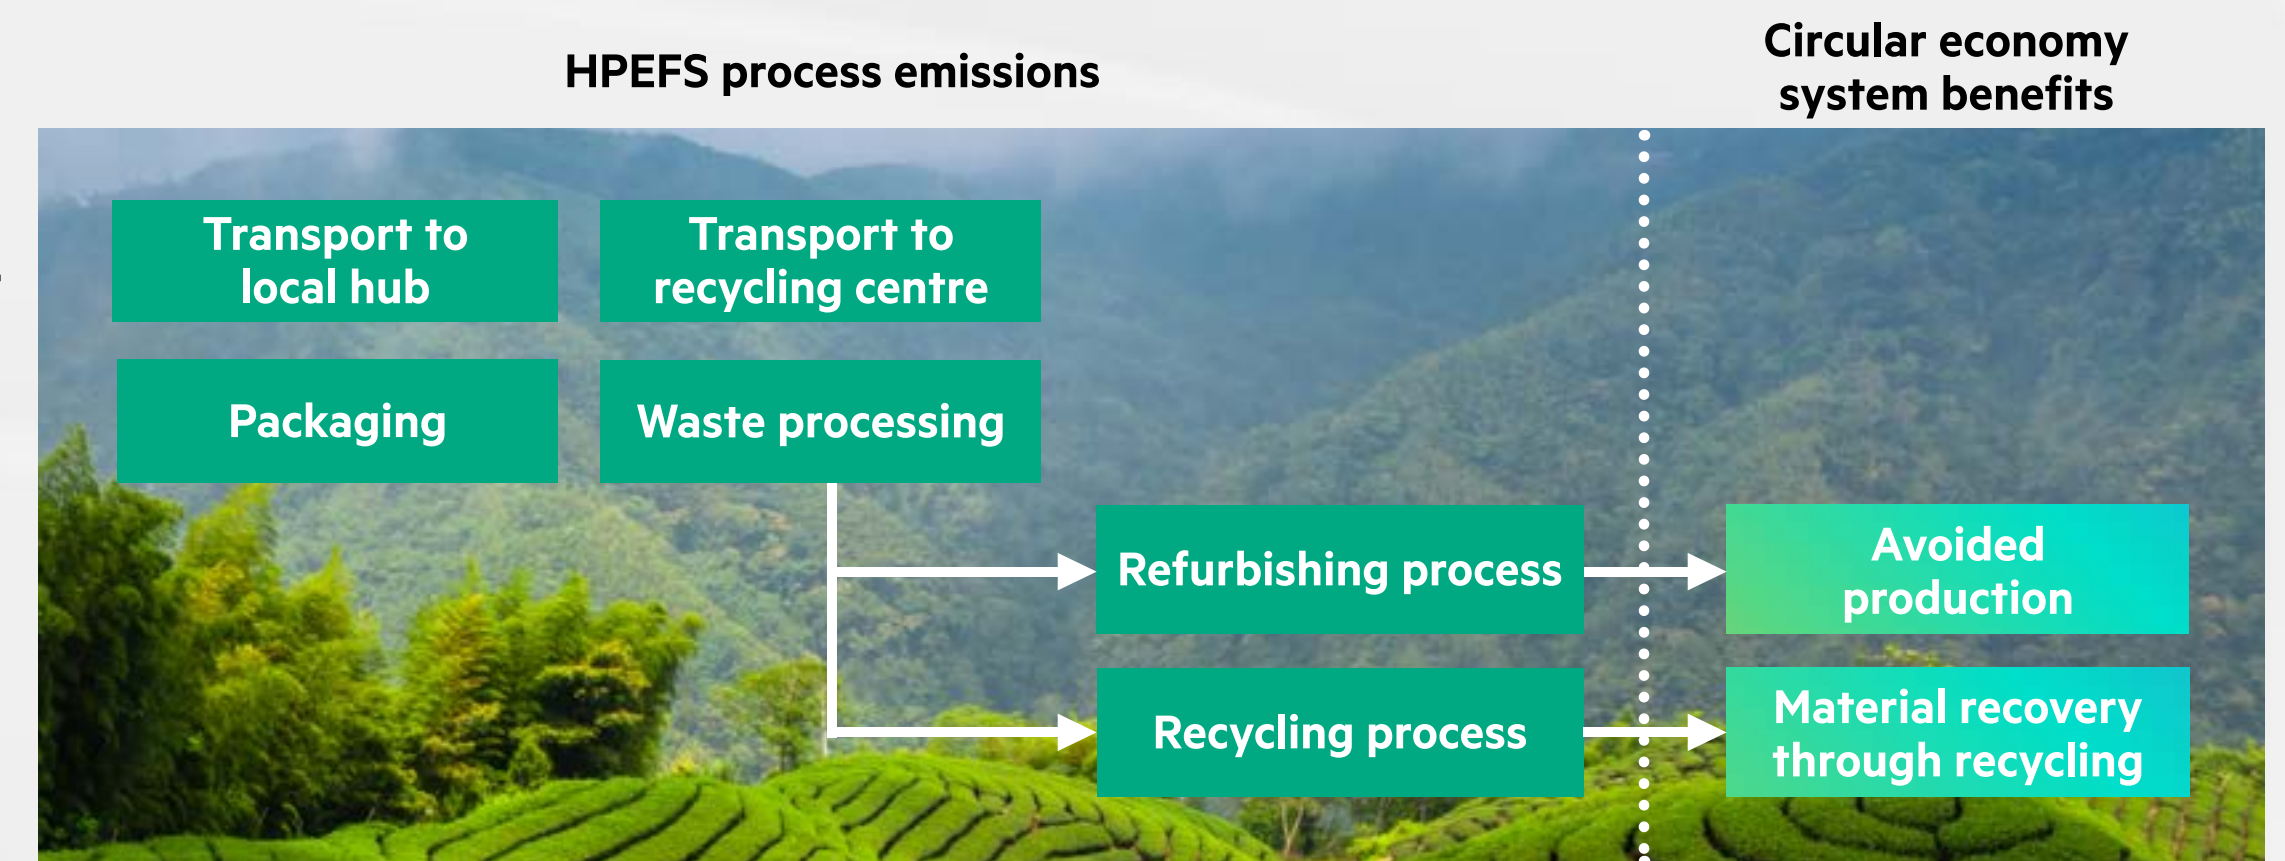 HPEFS process emissions
Circular economy
system benefits
Transport to
local hub
Transport to
recycling centre
Packaging
Waste processing
Refurbishing process
Avoided
production
Recycling process
Material recovery
through recycling